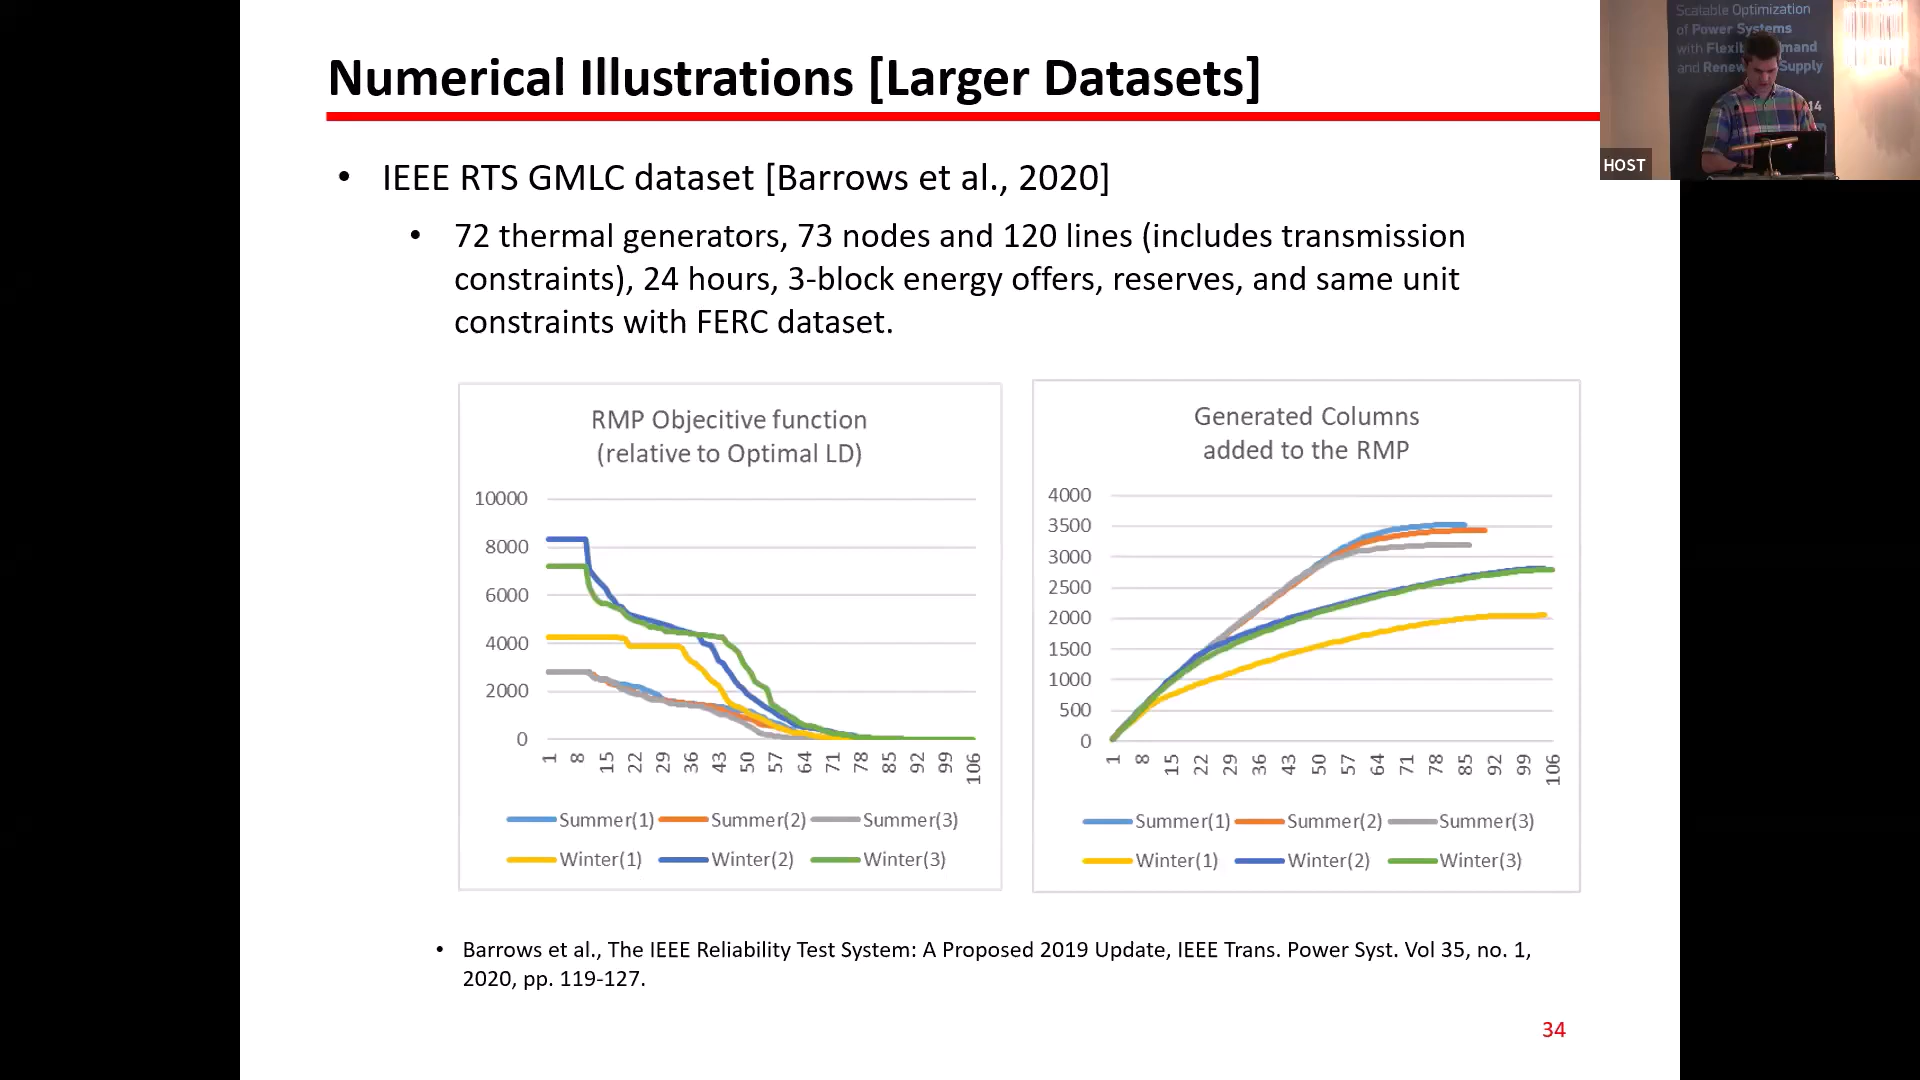 Numerical Illustrations [Larger Datasets]
• IEEE RTS GMLC dataset [Barrows et al., 2020]
• 72 thermal generators, 73 nodes and 120 lines (includes transmission
constraints), 24 hours, 3-block energy offers, reserves, and same unit
constraints with FERC dataset.
RMP Objecitive function
(relative to Optimal LD)
10000
8000
6000
4000
2000
0
1 8 15 22 29 36 43 50 57 64 71 78 85 92 99 106
Summer(1) Summer(2) Summer(3)
Winter(1) Winter(2) Winter(3)
Generated Columns
added to the RMP
4000
3500
3000
2500
2000
1500
1000
500
0
1 8 15 22 29 36 43 50 57 64 71 78 85 92 99 106
Summer(1) Summer(2) Summer(3)
Winter(1) Winter(2) Winter(3)
• Barrows et al., The IEEE Reliability Test System: A Proposed 2019 Update, IEEE Trans. Power Syst. Vol 35, no. 1,
2020, pp. 119-127.
34
Scalable Optimization
of Power Systems
with
and Supply
14
HOST